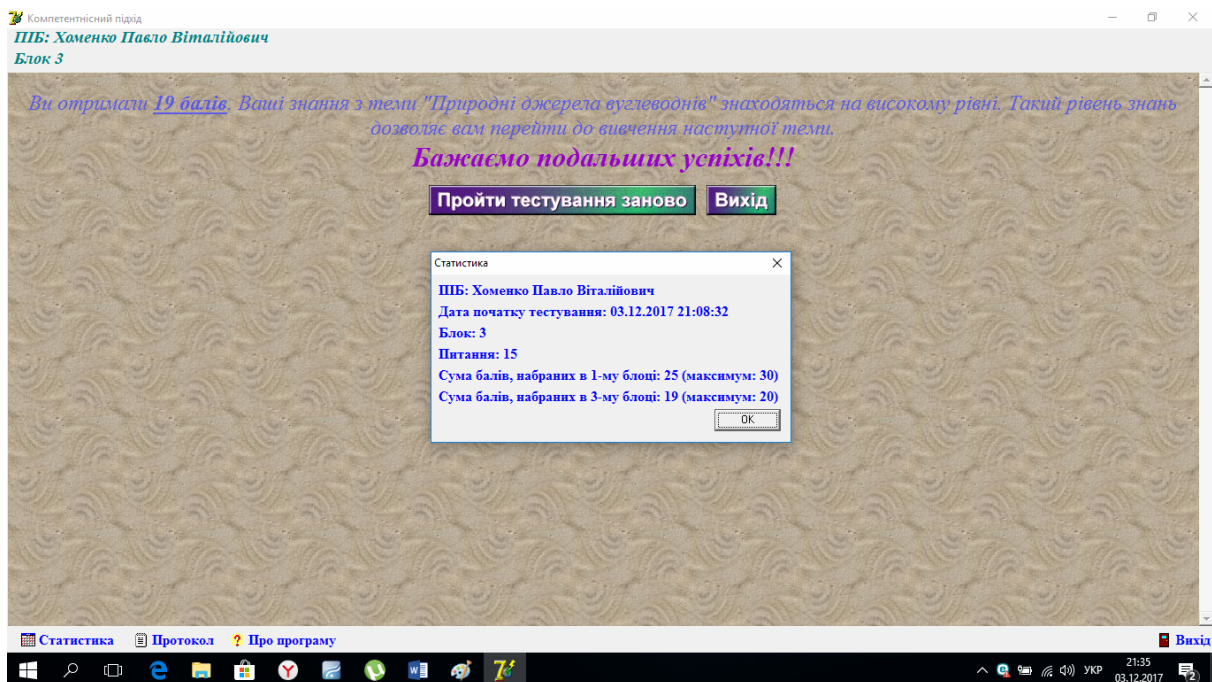 Компетентнісний підхід
ПІБ: Хоменко Павло Віталійович
Блок 3
Ви отримали 19 балів. Ваші знання з теми "Природні джерела вуглеводнів" знаходяться на високому рівні. Такий рівень знань
дозволяє вам перейти до вивчення наступної теми.
Бажаємо подальших успіхів!!!
Пройти тестування заново Вихід
Статистика
ПІБ: Хоменко Павло Віталійович
Дата початку тестування: 03.12.2017 21:08:32
Блок: 3
Питання: 15
Сума балів, набраних в 1-му блоці: 25 (максимум: 30)
Сума балів, набраних в 3-му блоці: 19 (максимум: 20)
OK
Статистика Протокол ? Про програму Вихід
УКР 21:35
03.12.2017 2